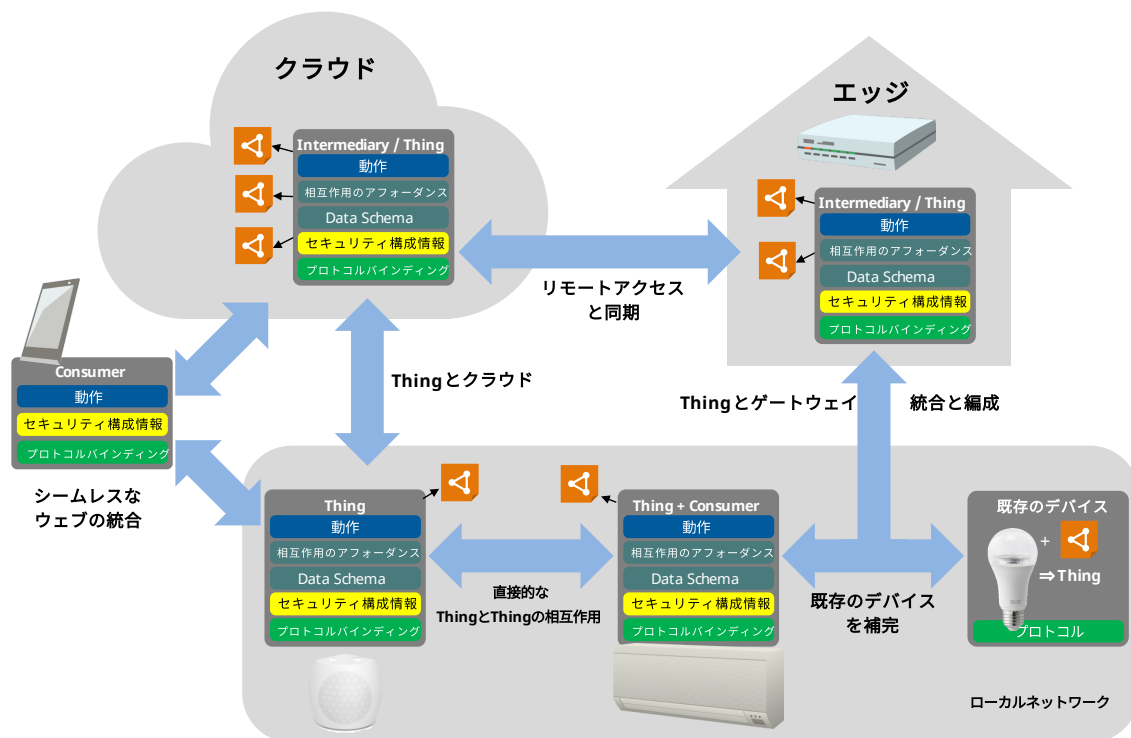 クラウド
Intermediary / Thing
動作
相互作用のアフォーダンス
Data Schema
セキュリティ構成情報
プロトコルバインディング
エッジ
Intermediary / Thing
動作
相互作用のアフォーダンス
Data Schema
セキュリティ構成情報
プロトコルバインディング
リモートアクセス
と同期
Consumer
動作
セキュリティ構成情報
プロトコルバインディング
シームレスな
ウェブの統合
Thingとクラウド
Thingとゲートウェイ
統合と編成
Thing
動作
相互作用のアフォーダンス
Data Schema
セキュリティ構成情報
プロトコルバインディング
直接的な
ThingとThingの相互作用
Thing + Consumer
動作
相互作用のアフォーダンス
Data Schema
セキュリティ構成情報
プロトコルバインディング
既存のデバイス
を補完
既存のデバイス
+
⇒Thing
プロトコル
ローカルネットワーク